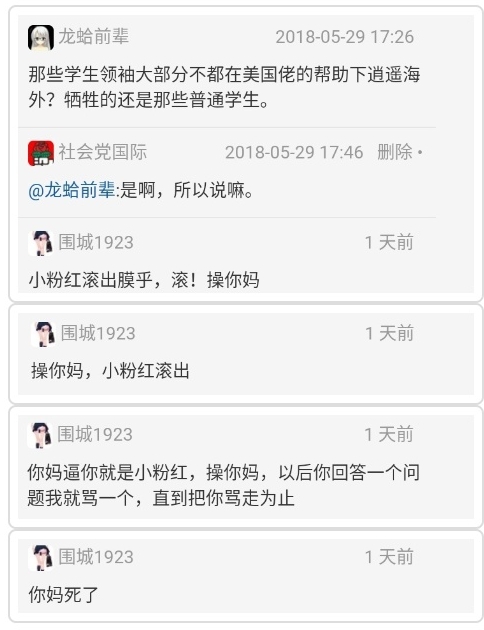 龙蛤前辈 2018-05-29 17:26
那些学生领袖大部分不都在美国佬的帮助下逍遥海
外？牺牲的还是那些普通学生。
社会党国际 2018-05-29 17:46 删除 •
@龙蛤前辈:是啊，所以说嘛。
围城1923 1 天前
小粉红滚出膜乎，滚！操你妈
围城1923 1 天前
操你妈，小粉红滚出
围城1923 1 天前
你妈逼你就是小粉红，操你妈，以后你回答一个问
题我就骂一个，直到把你骂走为止
围城1923 1 天前
你妈死了